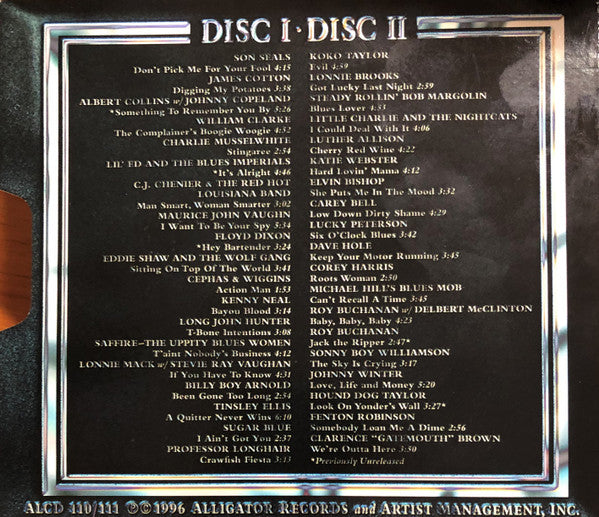 DISC I · DISC II
SON SEALS
Don't Pick Me For Your Fool 4:15
JAMES COTTON
Digging My Potatoes 3:38
ALBERT COLLINS w/ JOHNNY COPELAND
*Something To Remember You By 5:26
WILLIAM CLARKE
The Complainer's Boogie Woogie 4:52
CHARLIE MUSSELWHITE
Stingaree 2:54
LIL' ED AND THE BLUES IMPERIALS
*It's Alright 4:46
C.J. CHENIER & THE RED HOT
LOUISIANA BAND
Man Smart, Woman Smarter 3:02
MAURICE JOHN VAUGHN
I Want To Be Your Spy 5:34
FLOYD DIXON
*Hey Bartender 3:24
EDDIE SHAW AND THE WOLF GANG
Sitting On Top Of The World 3:41
CEPHAS & WIGGINS
Action Man 1:53
KENNY NEAL
Bayou Blood 3:14
LONG JOHN HUNTER
T-Bone Intentions 3:08
SAFFIRE–THE UPPITY BLUES WOMEN
T'aint Nobody's Business 4:12
LONNIE MACK w/ STEVIE RAY VAUGHAN
If You Have To Know 4:31
BILLY BOY ARNOLD
Been Gone Too Long 2:54
TINSLEY ELLIS
A Quitter Never Wins 6:10
SUGAR BLUE
I Ain't Got You 2:37
PROFESSOR LONGHAIR
Crawfish Fiesta 3:13
KOKO TAYLOR
Evil 4:59
LONNIE BROOKS
Got Lucky Last Night 2:59
STEADY ROLLIN' BOB MARGOLIN
Blues Lover 4:53
LITTLE CHARLIE AND THE NIGHTCATS
I Could Deal With It 4:06
LUTHER ALLISON
Cherry Red Wine 4:22
KATIE WEBSTER
Hard Lovin' Mama 4:12
ELVIN BISHOP
She Puts Me In The Mood 3:32
CAREY BELL
Low Down Dirty Shame 4:29
LUCKY PETERSON
Six O'Clock Blues 3:42
DAVE HOLE
Keep Your Motor Running 3:45
COREY HARRIS
Roots Woman 2:50
MICHAEL HILL'S BLUES MOB
Can't Recall A Time 3:45
ROY BUCHANAN w/ DELBERT McCLINTON
Baby, Baby, Baby 4:23
ROY BUCHANAN
Jack the Ripper 2:47*
SONNY BOY WILLIAMSON
The Sky Is Crying 3:17
JOHNNY WINTER
Love, Life and Money 5:20
HOUND DOG TAYLOR
Look On Yonder's Wall 3:27*
FENTON ROBINSON
Somebody Loan Me A Dime 2:56
CLARENCE "GATEMOUTH" BROWN
We're Outta Here 3:50
*Previously Unreleased
ALCD 110/111 ℗©1996 ALLIGATOR RECORDS AND ARTIST MANAGEMENT, INC.